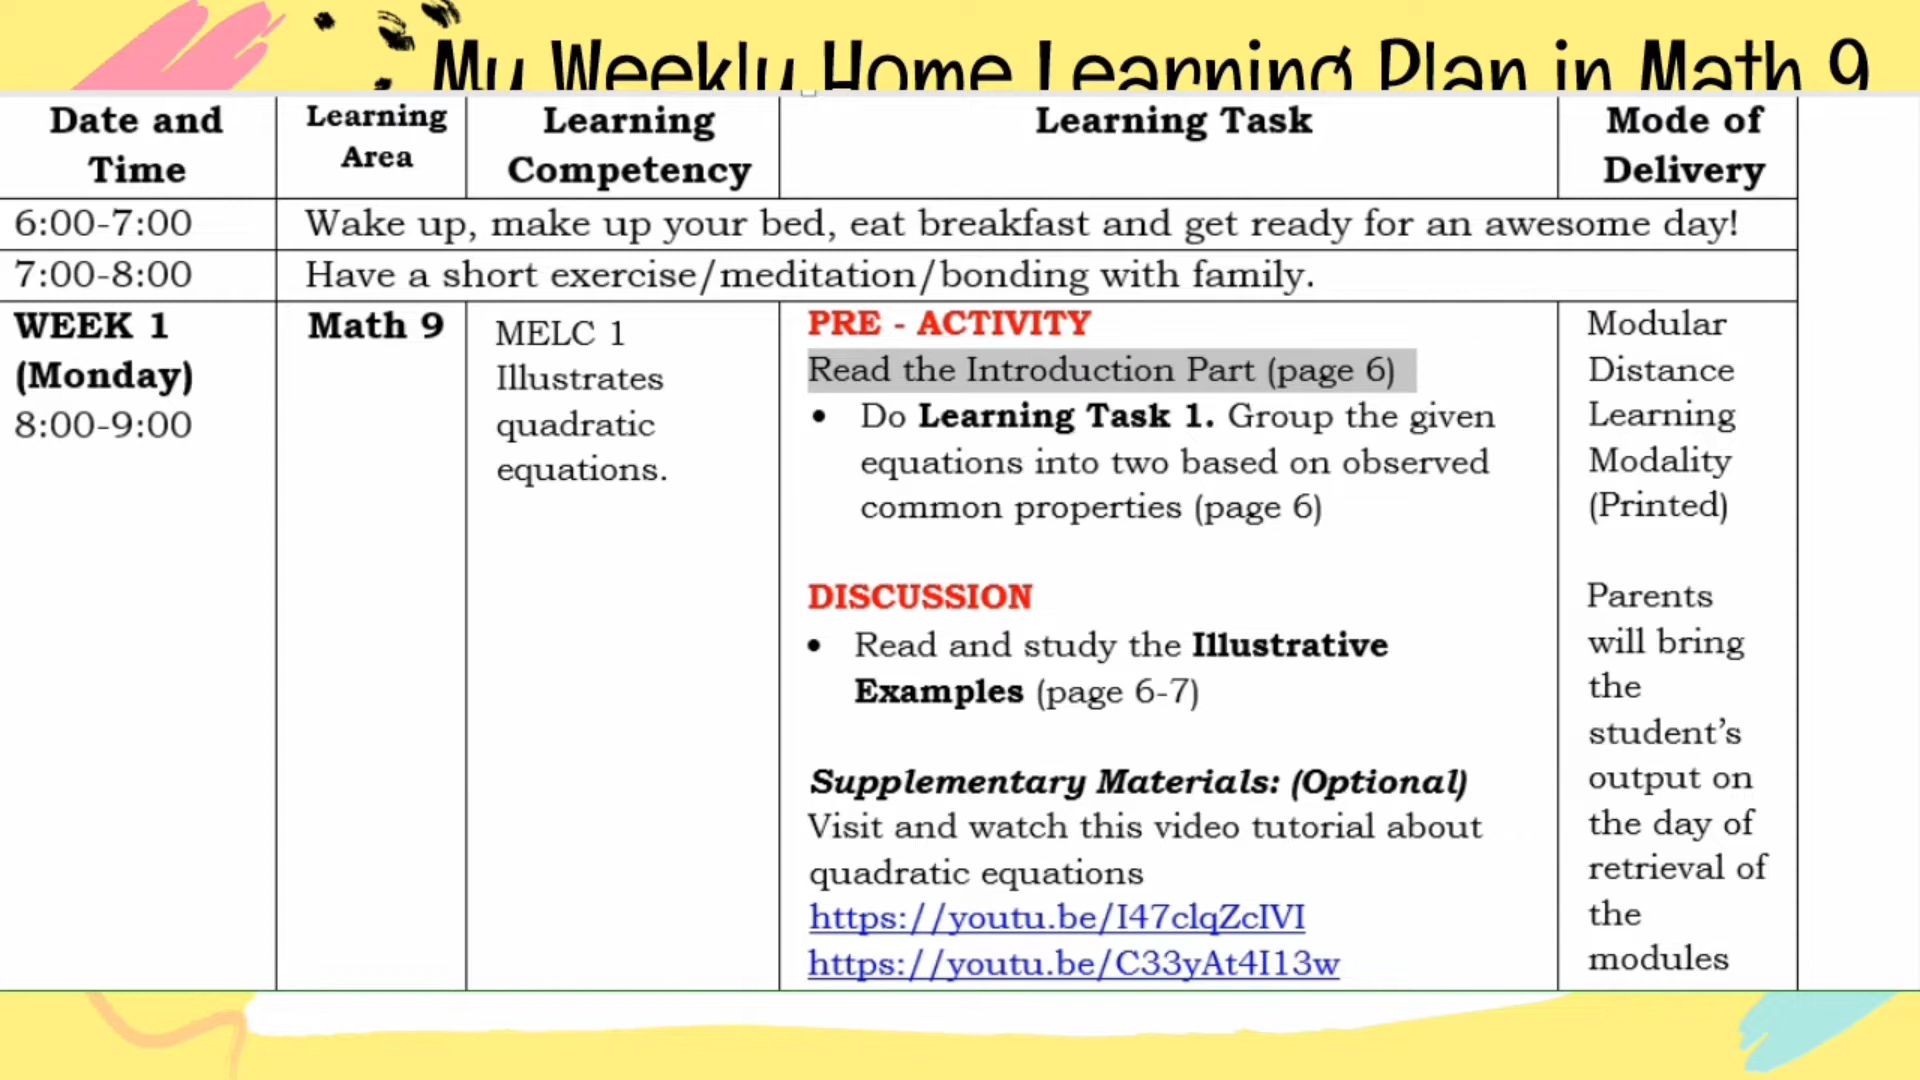 My Weekly Home Learning Plan in Math 9
Date and
Time
Learning
Area
Learning
Competency
Learning Task
Mode of
Delivery
6:00-7:00
Wake up, make up your bed, eat breakfast and get ready for an awesome day!
7:00-8:00
Have a short exercise/meditation/bonding with family.
WEEK 1
(Monday)
8:00-9:00
Math 9
MELC 1
Illustrates
quadratic
equations.
PRE - ACTIVITY
Read the Introduction Part (page 6)
• Do Learning Task 1. Group the given
equations into two based on observed
common properties (page 6)
DISCUSSION
• Read and study the Illustrative
Examples (page 6-7)
Supplementary Materials: (Optional)
Visit and watch this video tutorial about
quadratic equations
https://youtu.be/I47clqZcIVI
https://youtu.be/C33yAt4I13w
Modular
Distance
Learning
Modality
(Printed)
Parents
will bring
the
student’s
output on
the day of
retrieval of
the
modules